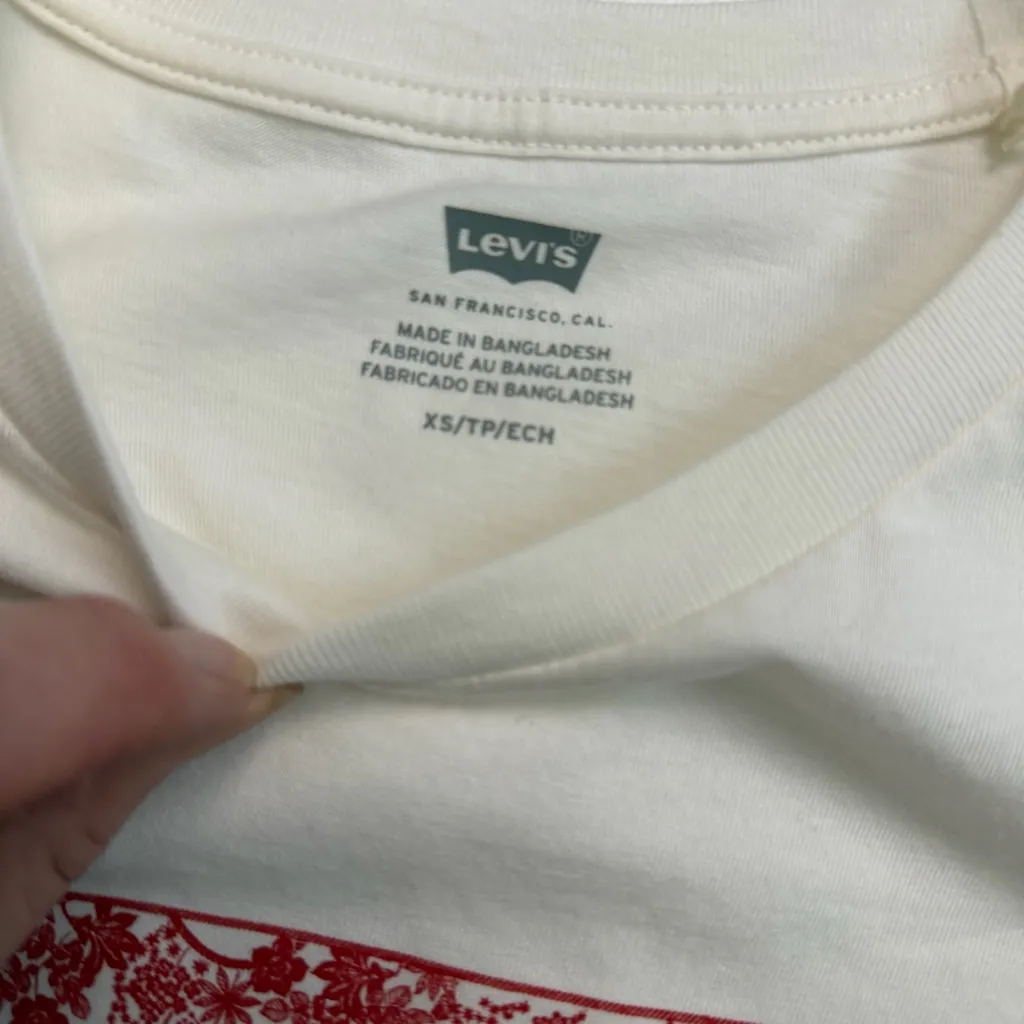 LEVI'S®
SAN FRANCISCO, CAL.
MADE IN BANGLADESH
FABRIQUÉ AU BANGLADESH
FABRICADO EN BANGLADESH
XS/TP/ECH